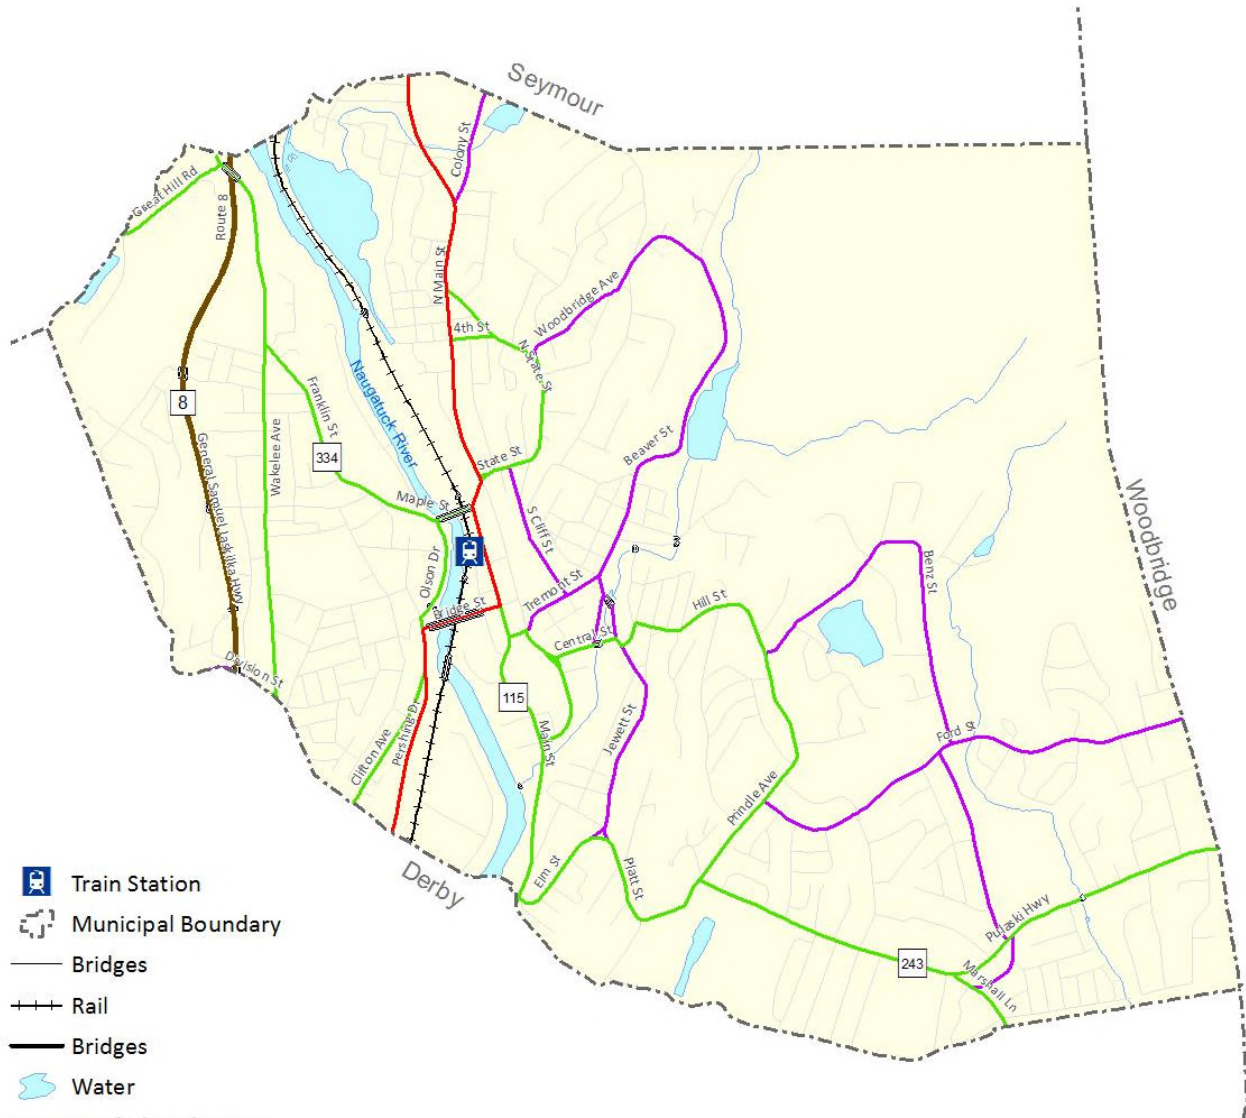 Seymour
Colony St
Great Hill Rd
Route 8
N Main St
Woodbridge Ave
4th St
N State St
Naugatuck River
Franklin St
8
334
Wakelee Ave
General Samuel Jaskilka Hwy
Beaver St
State St
Maple St
S Cliff St
Woodbridge
Olson Dr
Bridge St
Tremont St
Hill St
Benz St
Central St
Division St
115
Main St
Jewett St
Ford St
Clifton Ave
Pershing Dr
Prindle Ave
Elm St
Platt St
Derby
Pulaski Hwy
243
Marshall Ln
Train Station
Municipal Boundary
Bridges
Rail
Bridges
Water